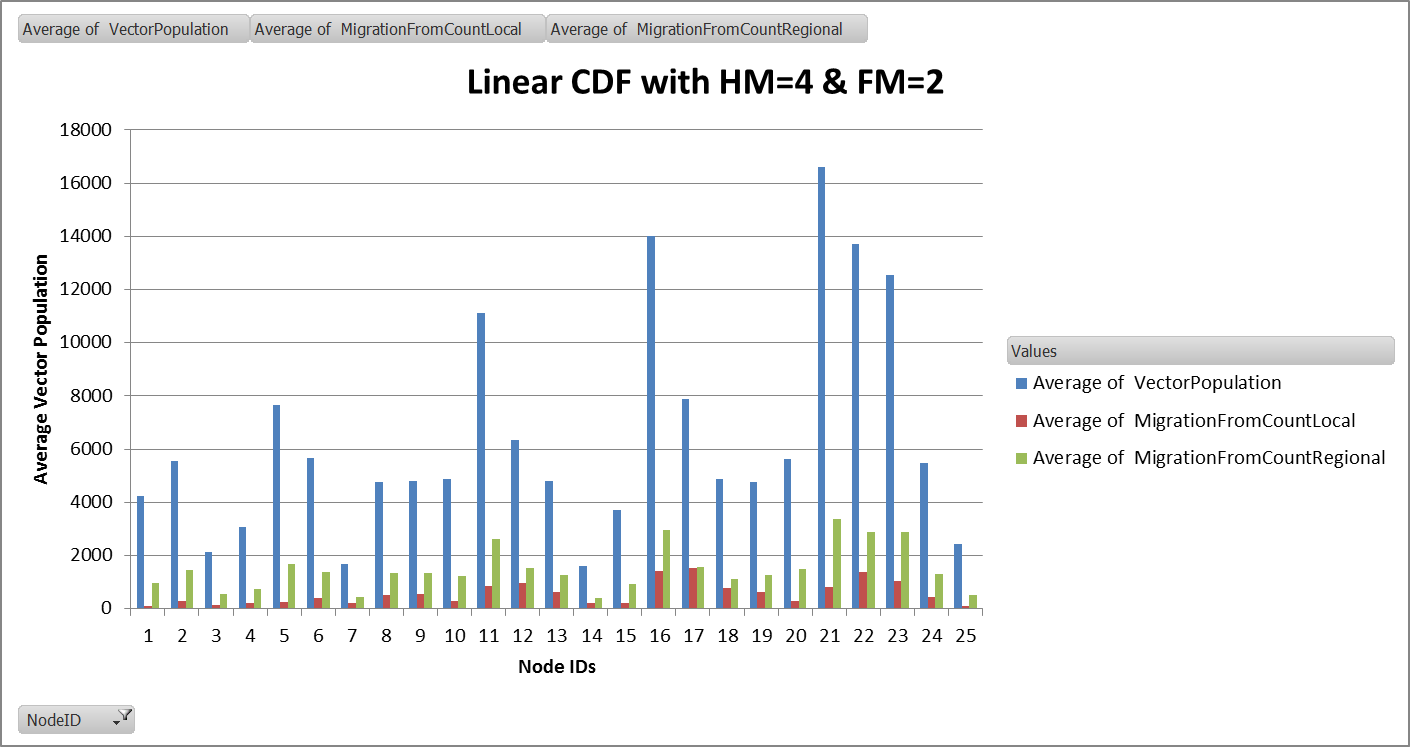 Average of VectorPopulation
Average of MigrationFromCountLocal
Average of MigrationFromCountRegional
Linear CDF with HM=4 & FM=2
Average Vector Population
18000
16000
14000
12000
10000
8000
6000
4000
2000
0
1 2 3 4 5 6 7 8 9 10 11 12 13 14 15 16 17 18 19 20 21 22 23 24 25
Node IDs
Values
Average of VectorPopulation
Average of MigrationFromCountLocal
Average of MigrationFromCountRegional
NodeID